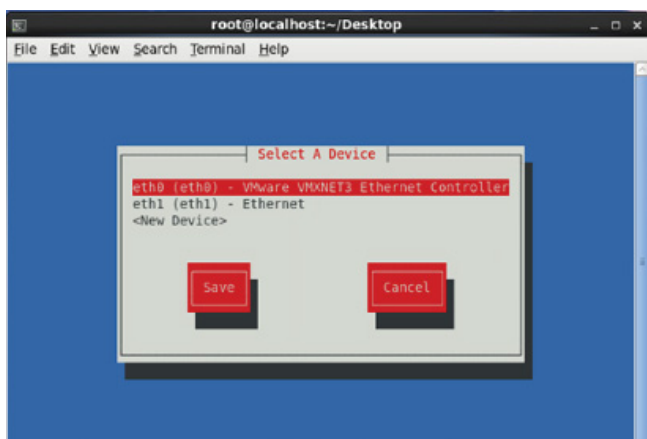 root@localhost:~/Desktop
File Edit View Search Terminal Help
Select A Device
eth0 (eth0) - VMware VMXNET3 Ethernet Controller
eth1 (eth1) - Ethernet
<New Device>
Save Cancel